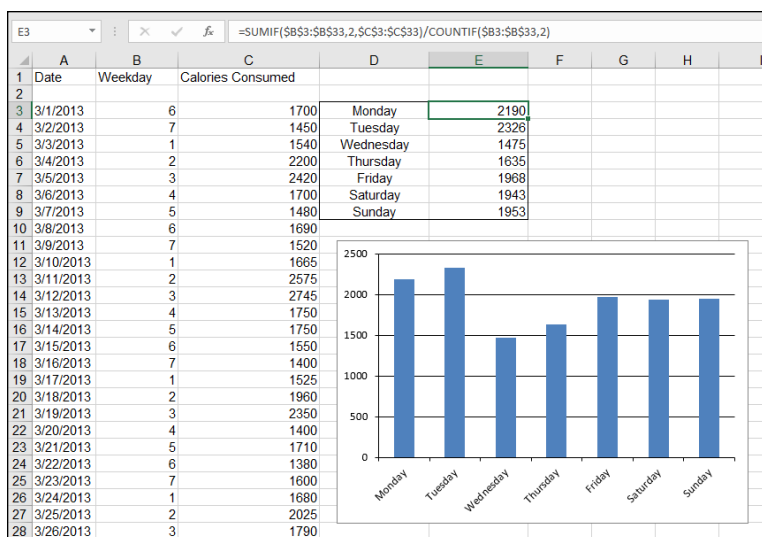 E3 fx =SUMIF($B$3:$B$33,2,$C$3:$C$33)/COUNTIF($B3:$B$33,2)
A B C D E F G H
1 Date Weekday Calories Consumed
2
3 3/1/2013 6 1700 Monday 2190
4 3/2/2013 7 1450 Tuesday 2326
5 3/3/2013 1 1540 Wednesday 1475
6 3/4/2013 2 2200 Thursday 1635
7 3/5/2013 3 2420 Friday 1968
8 3/6/2013 4 1700 Saturday 1943
9 3/7/2013 5 1480 Sunday 1953
10 3/8/2013 6 1690
11 3/9/2013 7 1520
12 3/10/2013 1 1665
13 3/11/2013 2 2575
14 3/12/2013 3 2745
15 3/13/2013 4 1750
16 3/14/2013 5 1750
17 3/15/2013 6 1550
18 3/16/2013 7 1400
19 3/17/2013 1 1525
20 3/18/2013 2 1960
21 3/19/2013 3 2350
22 3/20/2013 4 1400
23 3/21/2013 5 1710
24 3/22/2013 6 1380
25 3/23/2013 7 1600
26 3/24/2013 1 1680
27 3/25/2013 2 2025
28 3/26/2013 3 1790
2500
2000
1500
1000
500
0
Monday Tuesday Wednesday Thursday Friday Saturday Sunday